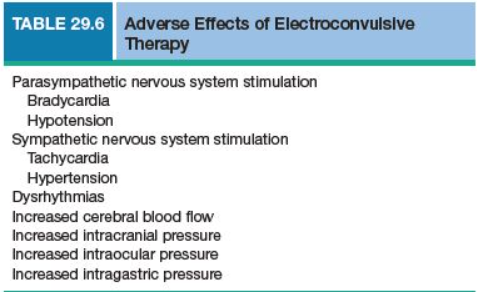 TABLE 29.6
Adverse Effects of Electroconvulsive
Therapy
Parasympathetic nervous system stimulation
Bradycardia
Hypotension
Sympathetic nervous system stimulation
Tachycardia
Hypertension
Dysrhythmias
Increased cerebral blood flow
Increased intracranial pressure
Increased intraocular pressure
Increased intragastric pressure